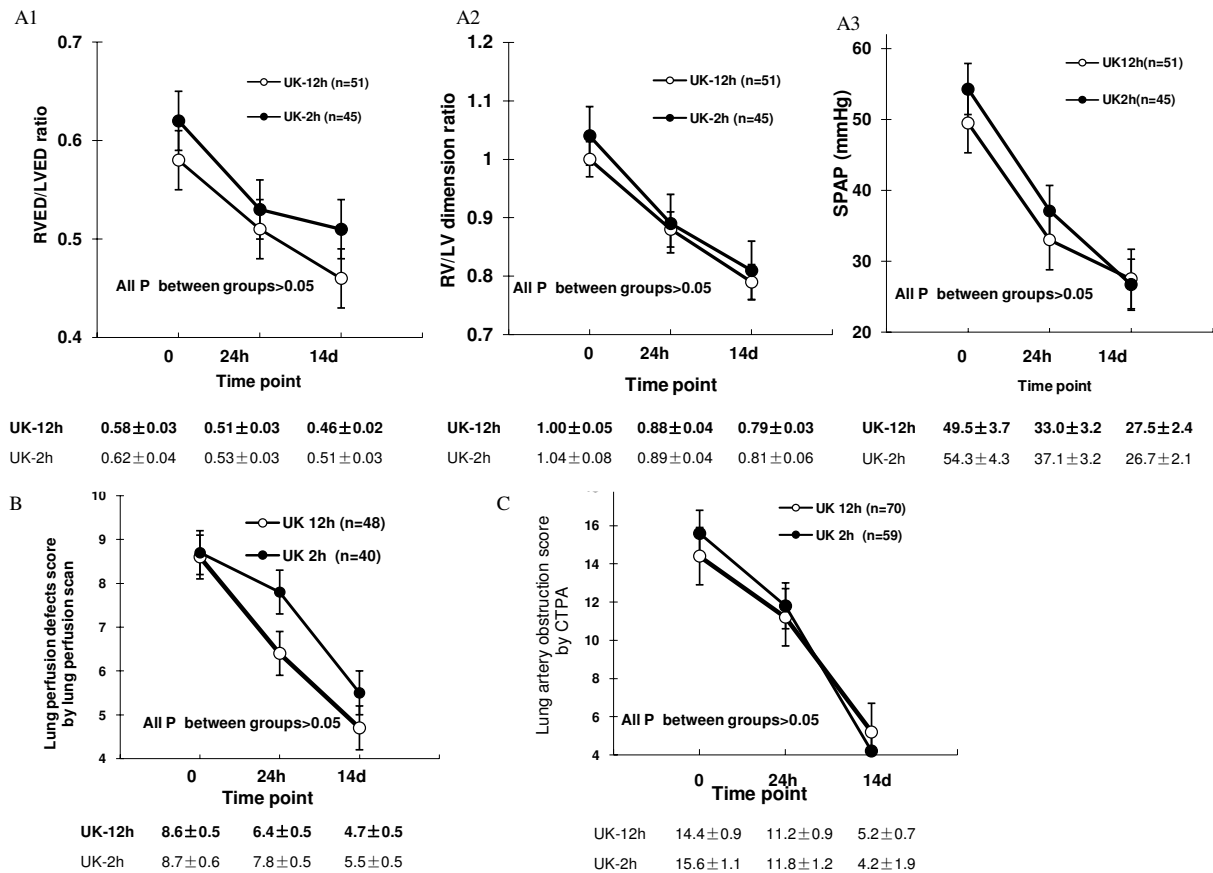 A1
0.7
0.6
0.5
0.4
RVED/LVED ratio
UK-12h (n=51)
UK-2h (n=45)
All P between groups>0.05
0 24h 14d
Time point
UK-12h 0.58±0.03 0.51±0.03 0.46±0.02
UK-2h 0.62±0.04 0.53±0.03 0.51±0.03
A2
1.2
1.1
1
0.9
0.8
0.7
RV/LV dimension ratio
UK-12h (n=51)
UK-2h (n=45)
All P between groups>0.05
0 24h 14d
Time point
UK-12h 1.00±0.05 0.88±0.04 0.79±0.03
UK-2h 1.04±0.08 0.89±0.04 0.81±0.06
A3
60
50
40
30
20
SPAP (mmHg)
UK12h(n=51)
UK2h(n=45)
All P between groups>0.05
0 24h 14d
Time point
UK-12h 49.5±3.7 33.0±3.2 27.5±2.4
UK-2h 54.3±4.3 37.1±3.2 26.7±2.1
B
10
9
8
7
6
5
4
Lung perfusion defects score
by lung perfusion scan
UK 12h (n=48)
UK 2h (n=40)
All P between groups>0.05
0 24h 14d
Time point
UK-12h 8.6±0.5 6.4±0.5 4.7±0.5
UK-2h 8.7±0.6 7.8±0.5 5.5±0.5
C
16
14
12
10
8
6
4
Lung artery obstruction score
by CTPA
UK 12h (n=70)
UK 2h (n=59)
All P between groups>0.05
0 24h 14d
Time point
UK-12h 14.4±0.9 11.2±0.9 5.2±0.7
UK-2h 15.6±1.1 11.8±1.2 4.2±1.9